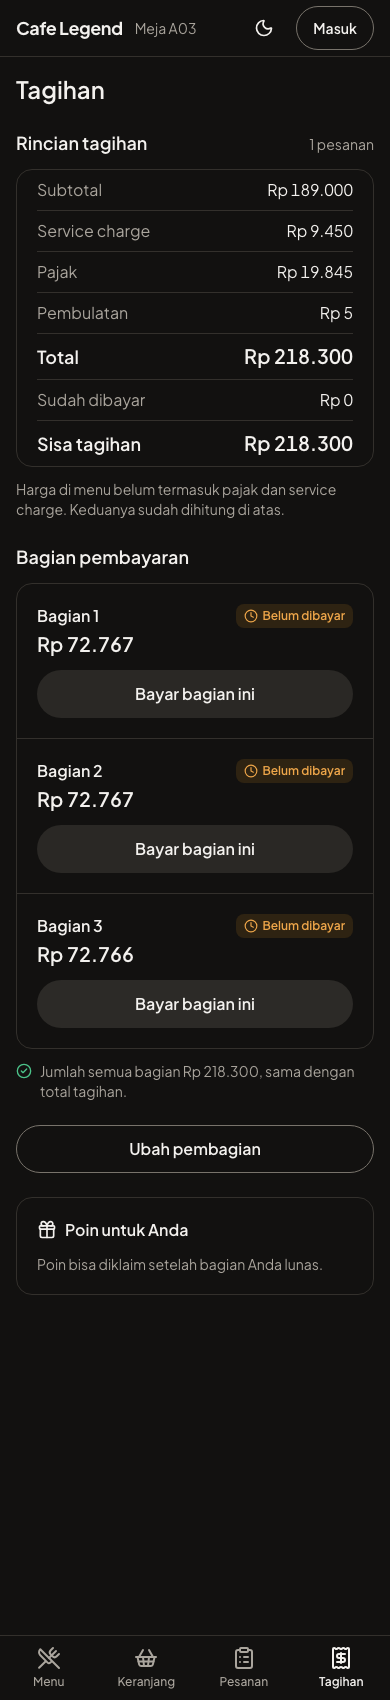 Cafe Legend Meja A03 Masuk
Tagihan
Rincian tagihan 1 pesanan
Subtotal Rp 189.000
Service charge Rp 9.450
Pajak Rp 19.845
Pembulatan Rp 5
Total Rp 218.300
Sudah dibayar Rp 0
Sisa tagihan Rp 218.300
Harga di menu belum termasuk pajak dan service
charge. Keduanya sudah dihitung di atas.
Bagian pembayaran
Bagian 1 Belum dibayar
Rp 72.767
Bayar bagian ini
Bagian 2 Belum dibayar
Rp 72.767
Bayar bagian ini
Bagian 3 Belum dibayar
Rp 72.766
Bayar bagian ini
Jumlah semua bagian Rp 218.300, sama dengan
total tagihan.
Ubah pembagian
Poin untuk Anda
Poin bisa diklaim setelah bagian Anda lunas.
Menu Keranjang Pesanan Tagihan